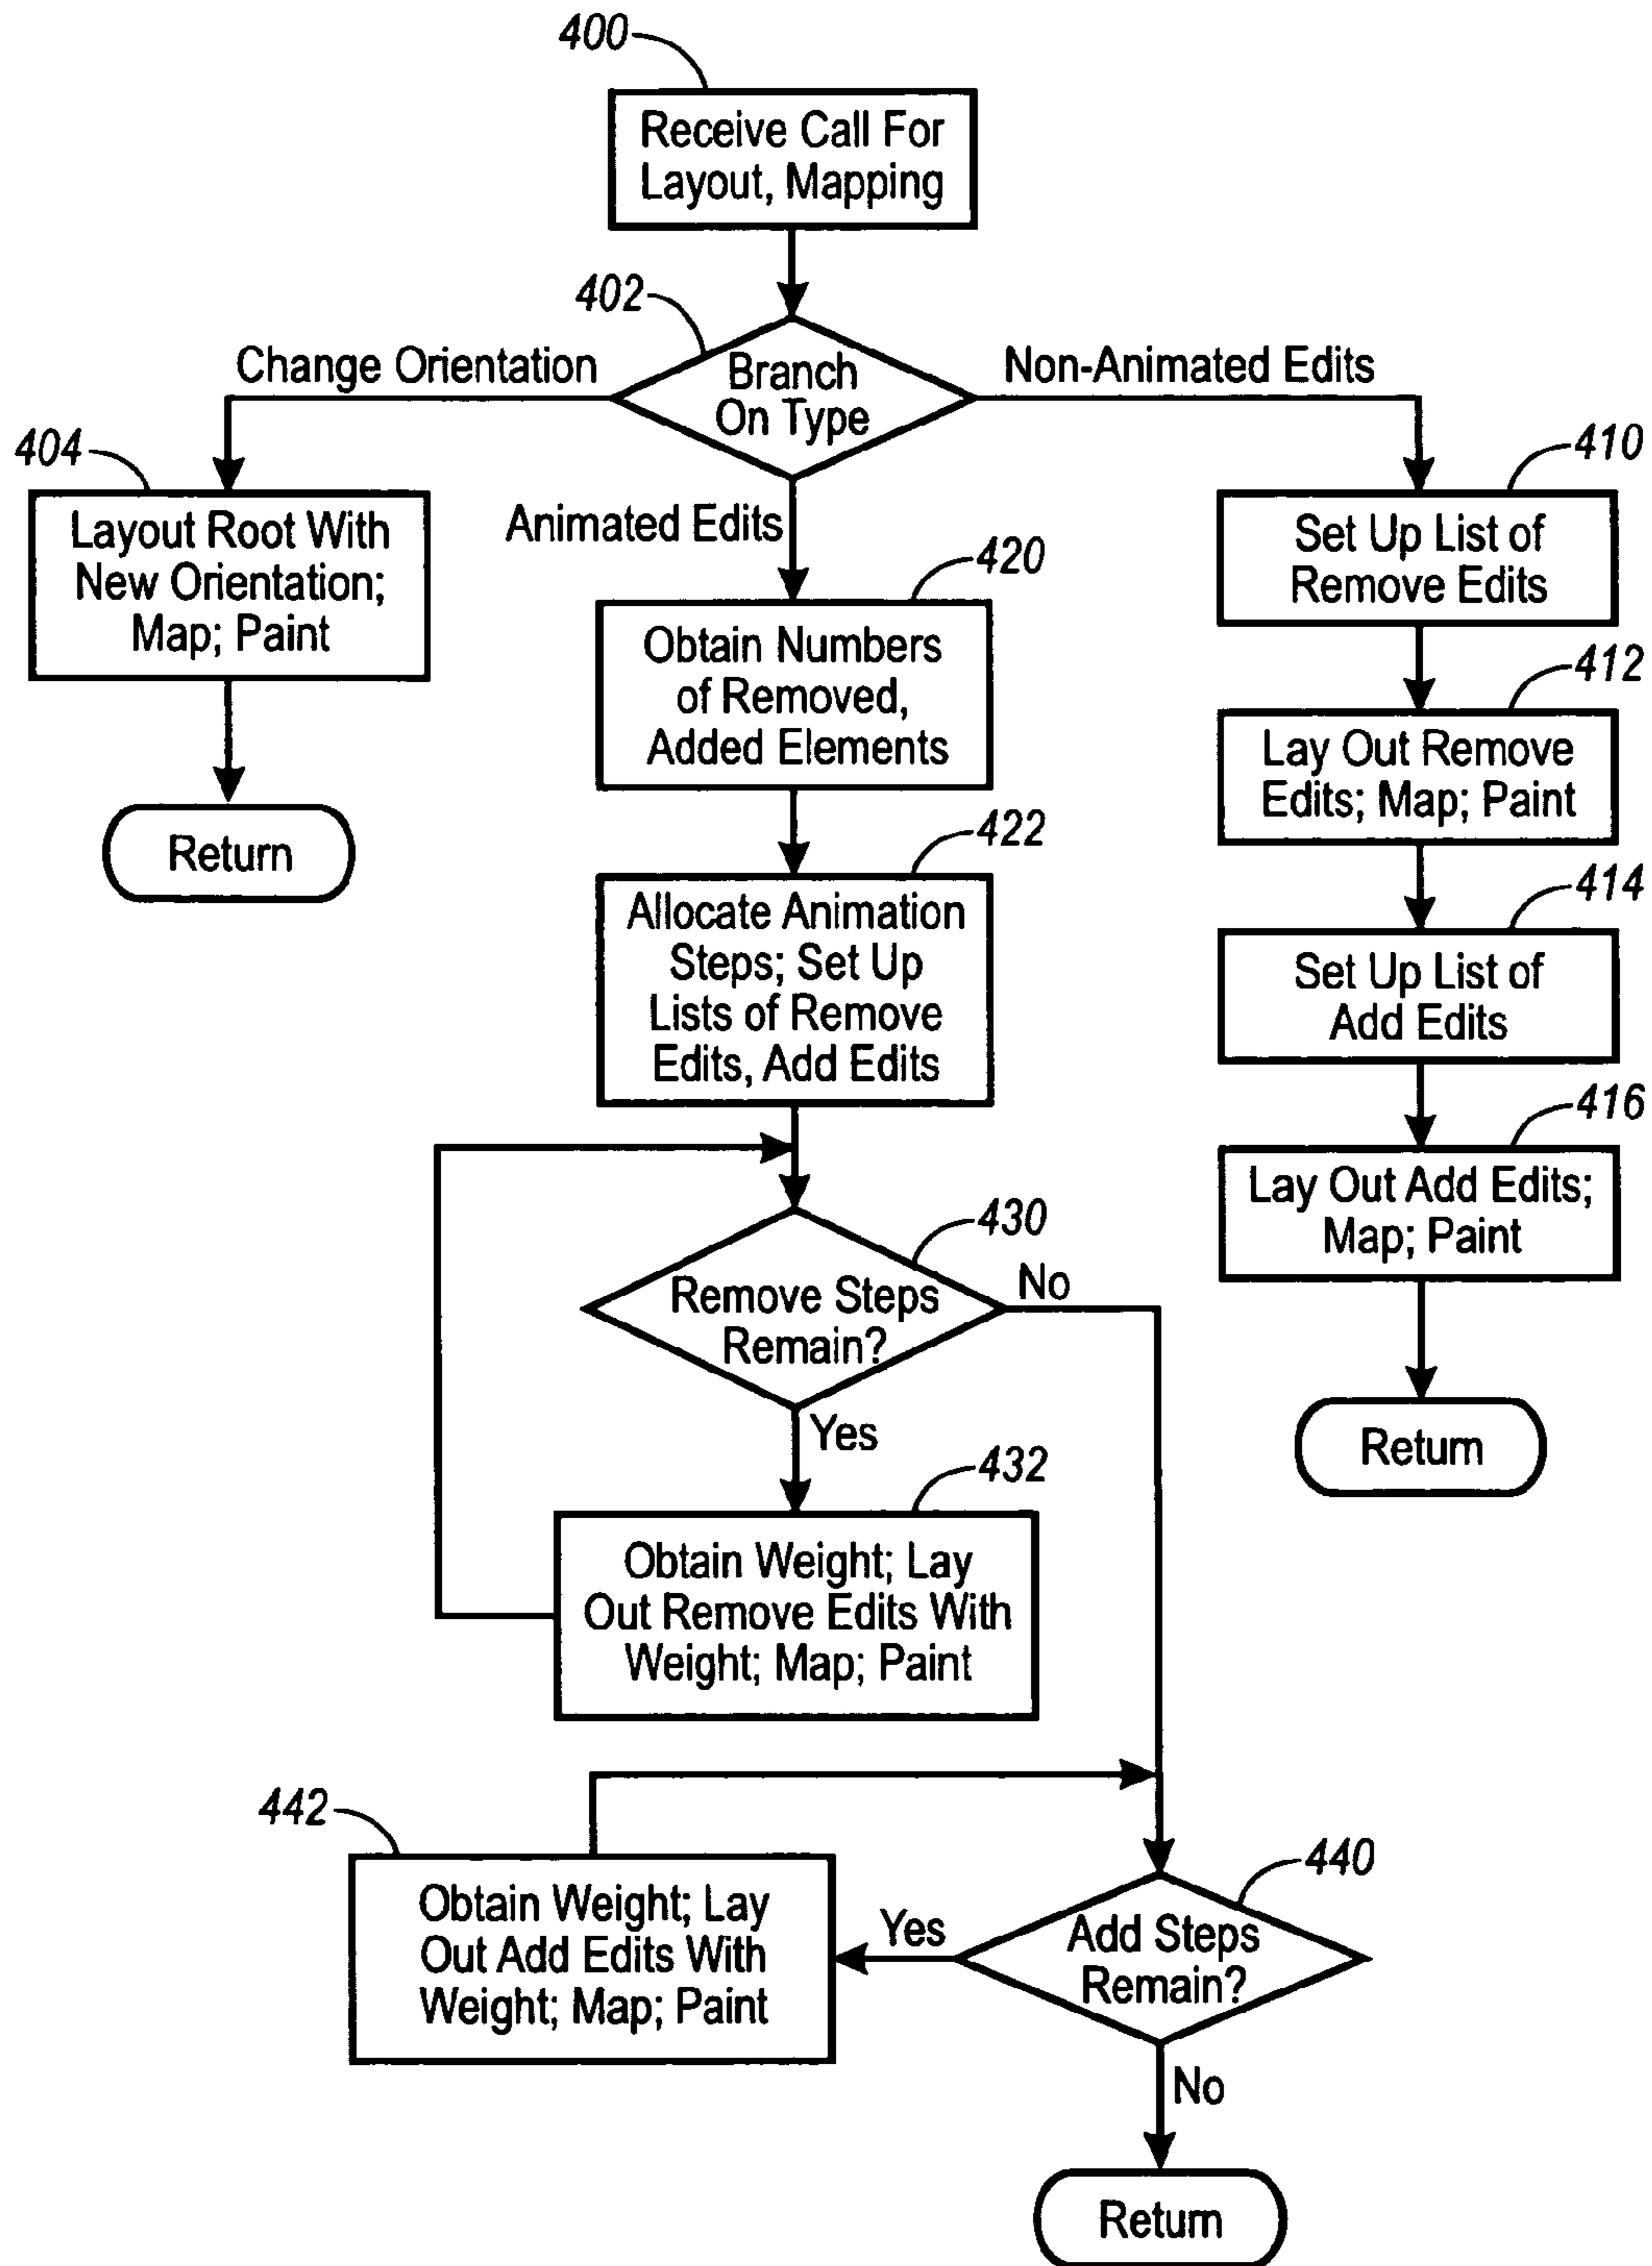 400
Receive Call For
Layout, Mapping
402
Branch
On Type
Change Orientation
Non-Animated Edits
Animated Edits
404
Layout Root With
New Orientation;
Map; Paint
Return
420
Obtain Numbers
of Removed,
Added Elements
422
Allocate Animation
Steps; Set Up
Lists of Remove
Edits, Add Edits
430
Remove Steps
Remain?
No
Yes
432
Obtain Weight; Lay
Out Remove Edits With
Weight; Map; Paint
410
Set Up List of
Remove Edits
412
Lay Out Remove
Edits; Map; Paint
414
Set Up List of
Add Edits
416
Lay Out Add Edits;
Map; Paint
Return
440
Add Steps
Remain?
Yes
442
Obtain Weight; Lay
Out Add Edits With
Weight; Map; Paint
No
Return